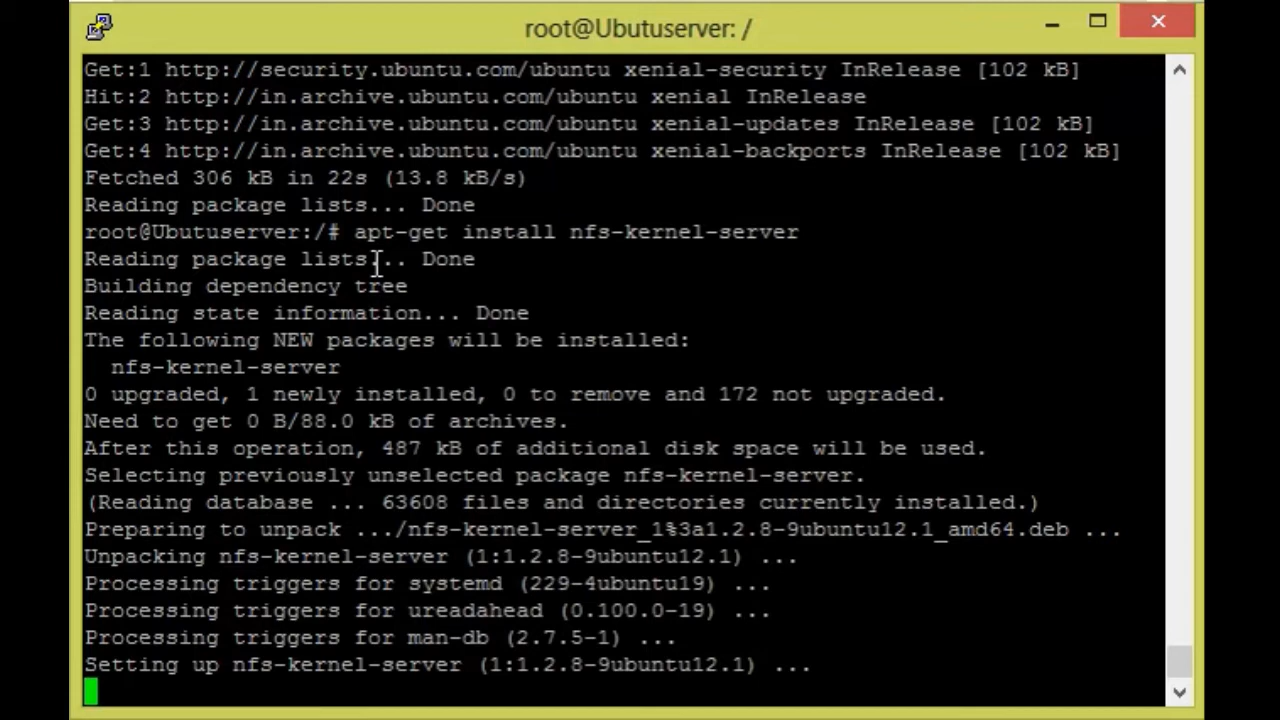 root@Ubutuserver: /
Get:1 http://security.ubuntu.com/ubuntu xenial-security InRelease [102 kB]
Hit:2 http://in.archive.ubuntu.com/ubuntu xenial InRelease
Get:3 http://in.archive.ubuntu.com/ubuntu xenial-updates InRelease [102 kB]
Get:4 http://in.archive.ubuntu.com/ubuntu xenial-backports InRelease [102 kB]
Fetched 306 kB in 22s (13.8 kB/s)
Reading package lists... Done
root@Ubutuserver:/# apt-get install nfs-kernel-server
Reading package lists... Done
Building dependency tree
Reading state information... Done
The following NEW packages will be installed:
  nfs-kernel-server
0 upgraded, 1 newly installed, 0 to remove and 172 not upgraded.
Need to get 0 B/88.0 kB of archives.
After this operation, 487 kB of additional disk space will be used.
Selecting previously unselected package nfs-kernel-server.
(Reading database ... 63608 files and directories currently installed.)
Preparing to unpack .../nfs-kernel-server_1%3a1.2.8-9ubuntu12.1_amd64.deb ...
Unpacking nfs-kernel-server (1:1.2.8-9ubuntu12.1) ...
Processing triggers for systemd (229-4ubuntu19) ...
Processing triggers for ureadahead (0.100.0-19) ...
Processing triggers for man-db (2.7.5-1) ...
Setting up nfs-kernel-server (1:1.2.8-9ubuntu12.1) ...